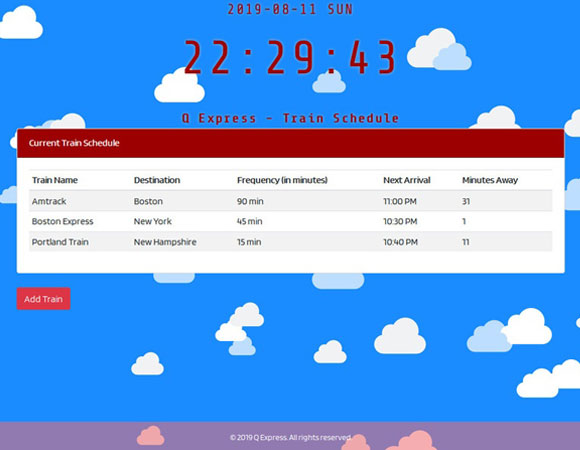 2019-08-11 SUN
22:29:43
Q Express - Train Schedule
Current Train Schedule
Train Name Destination Frequency (in minutes) Next Arrival Minutes Away
Amtrack Boston 90 min 11:00 PM 31
Boston Express New York 45 min 10:30 PM 1
Portland Train New Hampshire 15 min 10:40 PM 11
Add Train
© 2019 Q Express. All rights reserved.